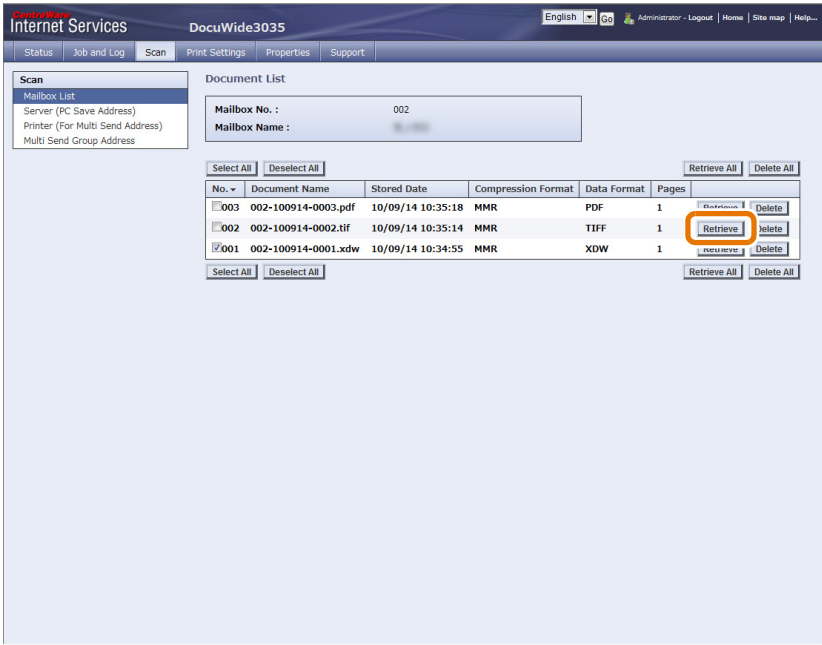 CentreWare
Internet Services DocuWide3035 English Go Administrator - Logout | Home | Site map | Help...
Status Job and Log Scan Print Settings Properties Support
Scan
Mailbox List
Server (PC Save Address)
Printer (For Multi Send Address)
Multi Send Group Address
Document List
Mailbox No. : 002
Mailbox Name :
Select All Deselect All Retrieve All Delete All
No. Document Name Stored Date Compression Format Data Format Pages
003 002-100914-0003.pdf 10/09/14 10:35:18 MMR PDF 1 Retrieve Delete
002 002-100914-0002.tif 10/09/14 10:35:14 MMR TIFF 1 Retrieve Delete
001 002-100914-0001.xdw 10/09/14 10:34:55 MMR XDW 1 Retrieve Delete
Select All Deselect All Retrieve All Delete All